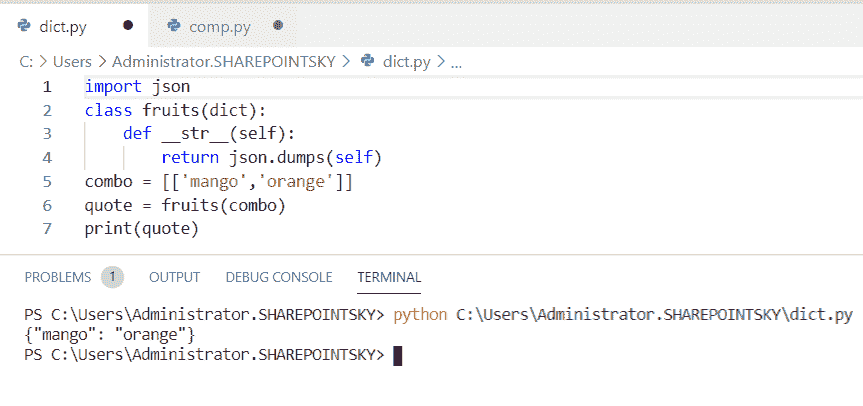 dict.py comp.py
C: > Users > Administrator.SHAREPOINTSKY > dict.py > ...
1 import json
2 class fruits(dict):
3 def __str__(self):
4 return json.dumps(self)
5 combo = [['mango','orange']]
6 quote = fruits(combo)
7 print(quote)
PROBLEMS 1 OUTPUT DEBUG CONSOLE TERMINAL
PS C:\Users\Administrator.SHAREPOINTSKY> python C:\Users\Administrator.SHAREPOINTSKY\dict.py
{"mango": "orange"}
PS C:\Users\Administrator.SHAREPOINTSKY>